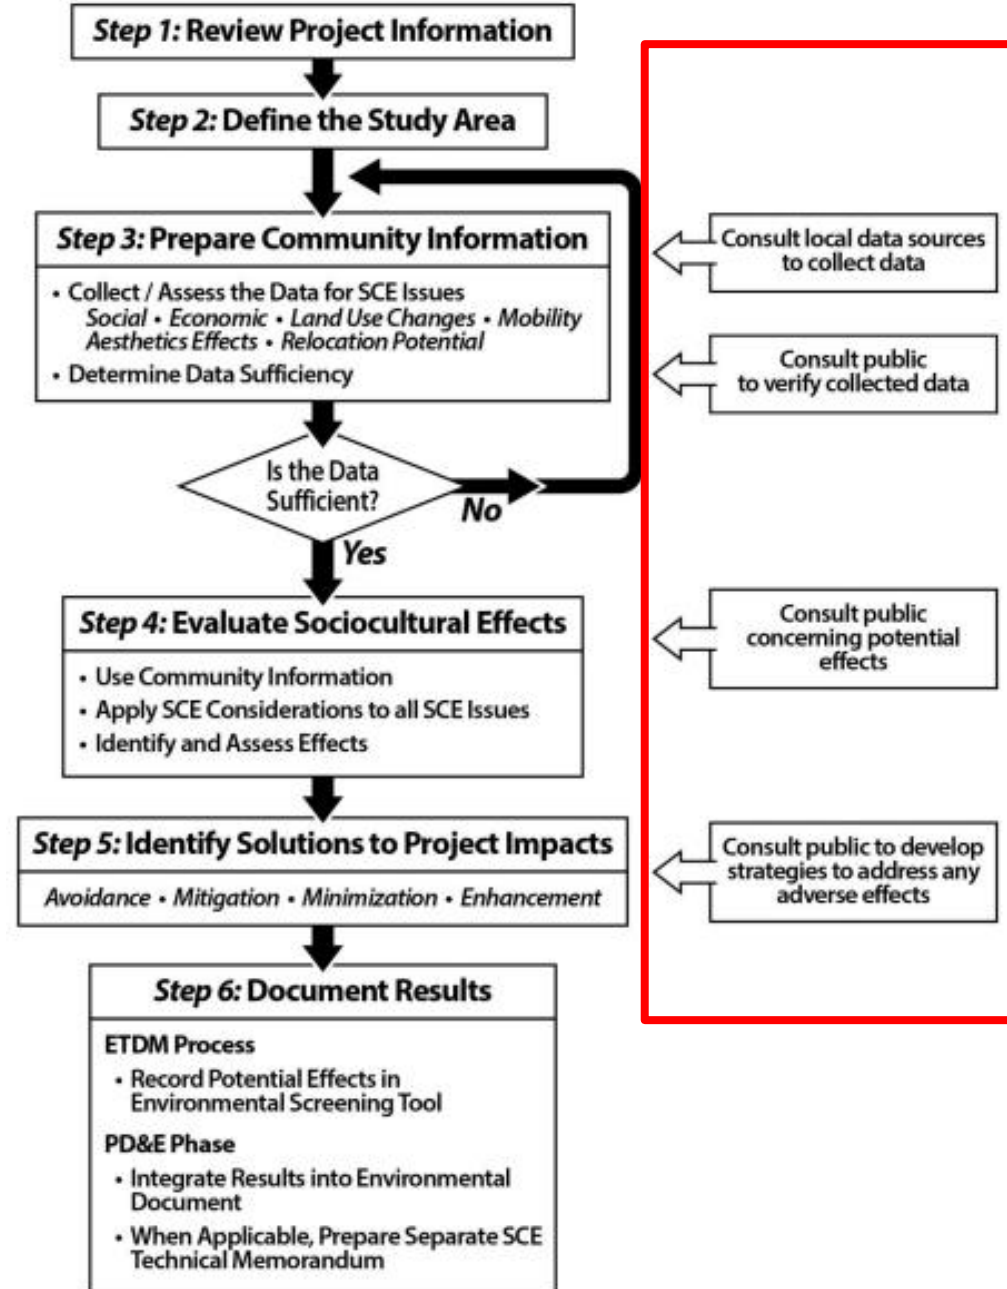 Step 1: Review Project Information
Step 2: Define the Study Area
Step 3: Prepare Community Information
• Collect / Assess the Data for SCE Issues
Social • Economic • Land Use Changes • Mobility
Aesthetics Effects • Relocation Potential
• Determine Data Sufficiency
Consult local data sources
to collect data
Consult public
to verify collected data
Is the Data
Sufficient?
No
Yes
Step 4: Evaluate Sociocultural Effects
• Use Community Information
• Apply SCE Considerations to all SCE Issues
• Identify and Assess Effects
Consult public
concerning potential
effects
Step 5: Identify Solutions to Project Impacts
Avoidance • Mitigation • Minimization • Enhancement
Consult public to develop
strategies to address any
adverse effects
Step 6: Document Results
ETDM Process
• Record Potential Effects in
Environmental Screening Tool
PD&E Phase
• Integrate Results into Environmental
Document
• When Applicable, Prepare Separate SCE
Technical Memorandum